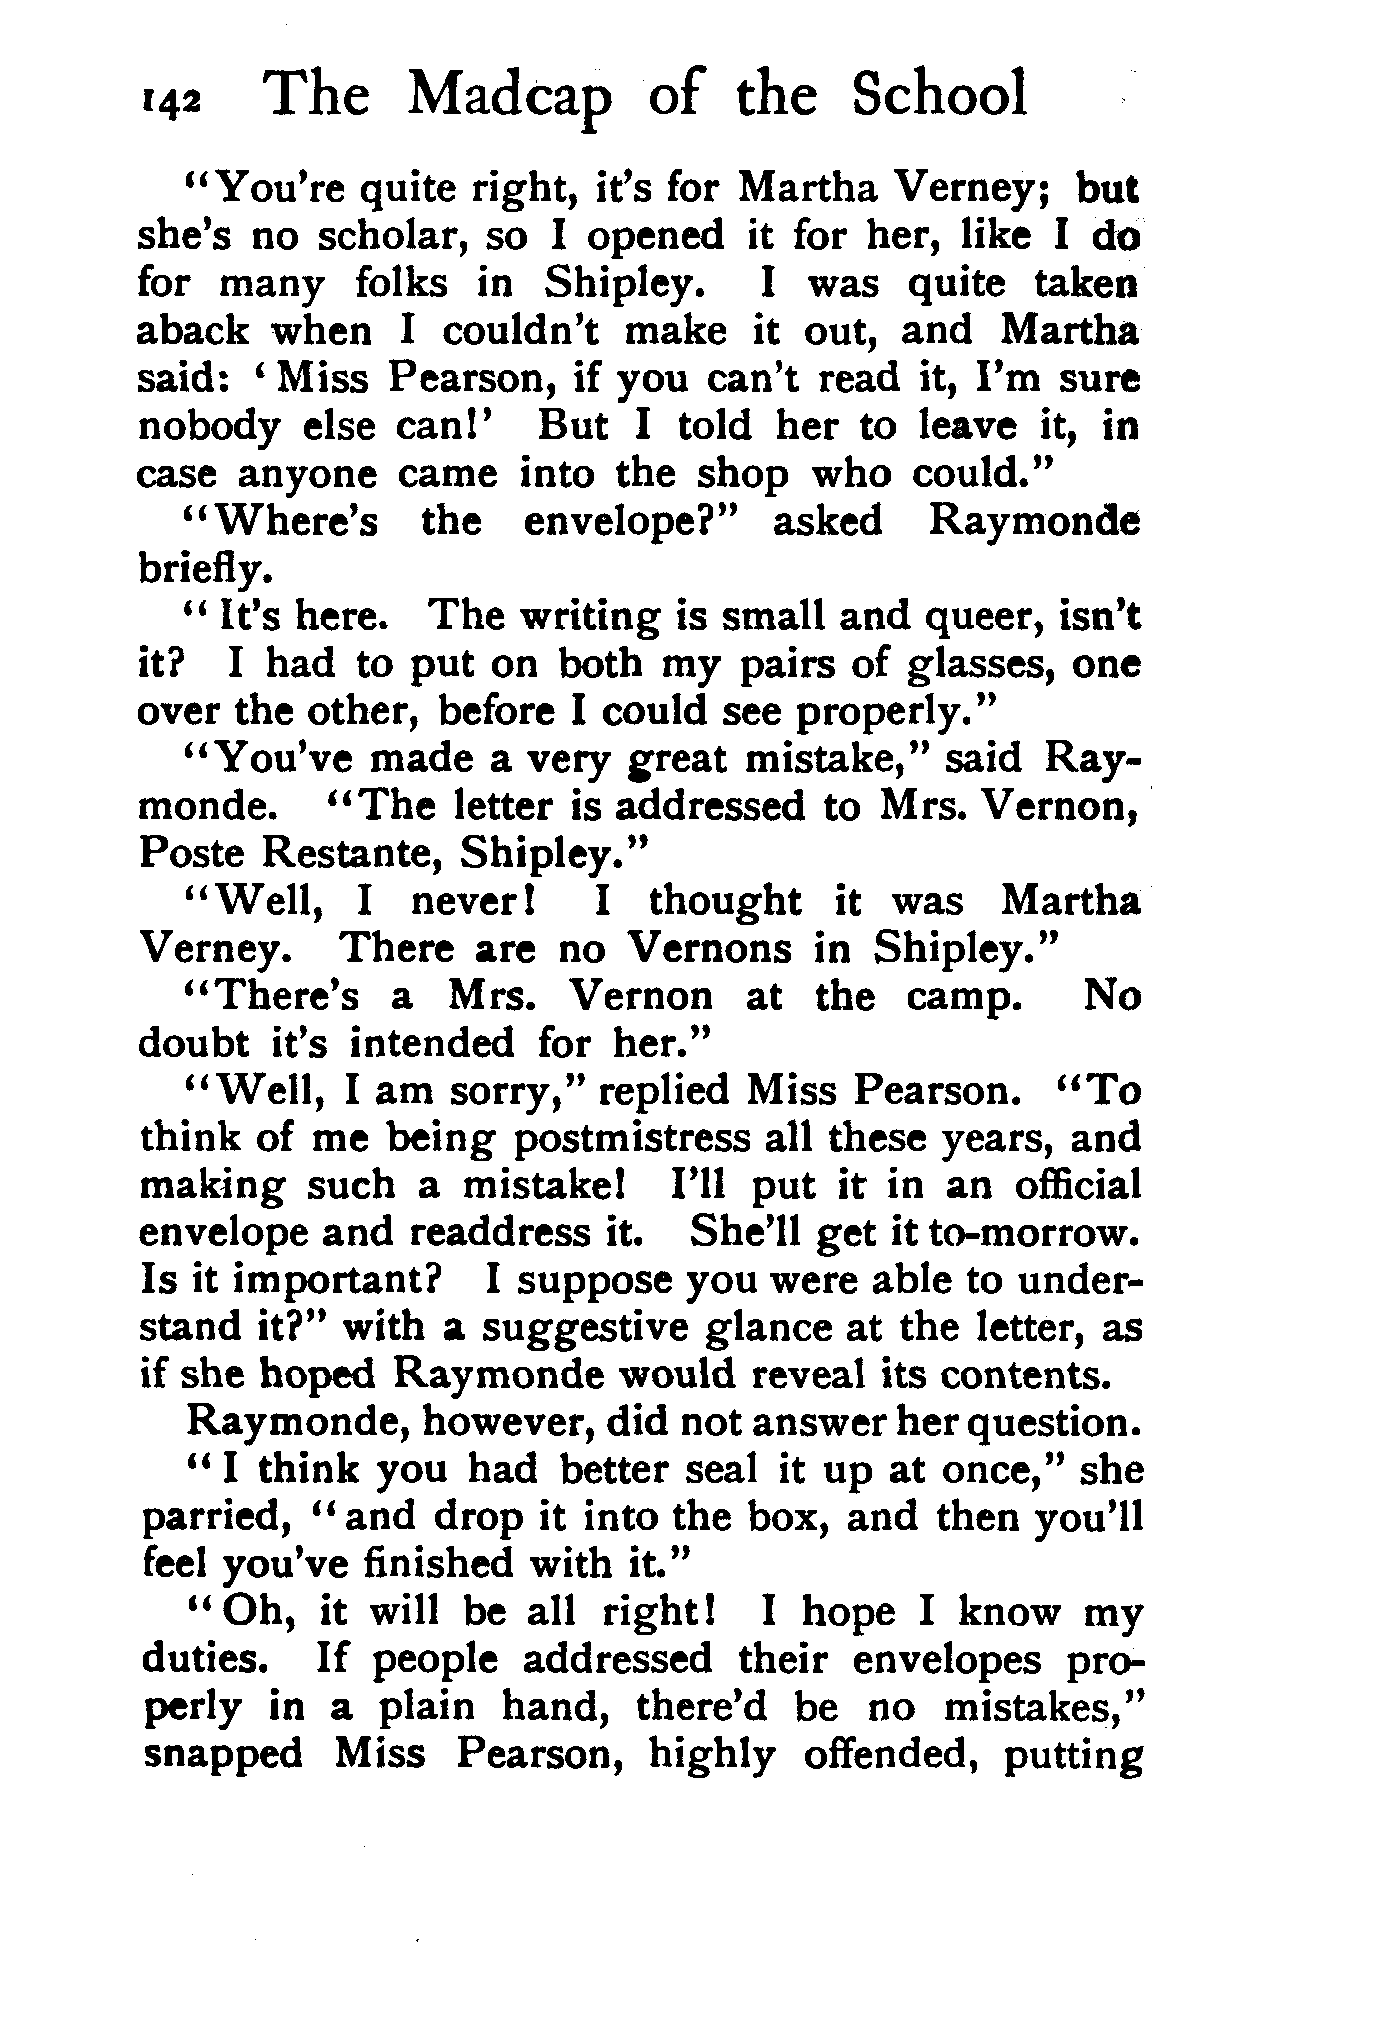 142 The Madcap of the School
"You're quite right, it's for Martha Verney; but
she's no scholar, so I opened it for her, like I do
for many folks in Shipley. I was quite taken
aback when I couldn't make it out, and Martha
said: 'Miss Pearson, if you can't read it, I'm sure
nobody else can!' But I told her to leave it, in
case anyone came into the shop who could."
"Where's the envelope?" asked Raymonde
briefly.
"It's here. The writing is small and queer, isn't
it? I had to put on both my pairs of glasses, one
over the other, before I could see properly."
"You've made a very great mistake," said Ray-
monde. "The letter is addressed to Mrs. Vernon,
Poste Restante, Shipley."
"Well, I never! I thought it was Martha
Verney. There are no Vernons in Shipley."
"There's a Mrs. Vernon at the camp. No
doubt it's intended for her."
"Well, I am sorry," replied Miss Pearson. "To
think of me being postmistress all these years, and
making such a mistake! I'll put it in an official
envelope and readdress it. She'll get it to-morrow.
Is it important? I suppose you were able to under-
stand it?" with a suggestive glance at the letter, as
if she hoped Raymonde would reveal its contents.
Raymonde, however, did not answer her question.
"I think you had better seal it up at once," she
parried, "and drop it into the box, and then you'll
feel you've finished with it."
"Oh, it will be all right! I hope I know my
duties. If people addressed their envelopes pro-
perly in a plain hand, there'd be no mistakes,"
snapped Miss Pearson, highly offended, putting